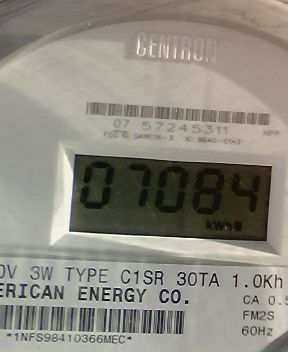 CENTRON
07 57245311
07084
kWh
0V 3W TYPE C1SR 30TA 1.0Kh
ERICAN ENERGY CO.
CA 0.5
FM2S
60Hz
*1NFS98410366MEC*